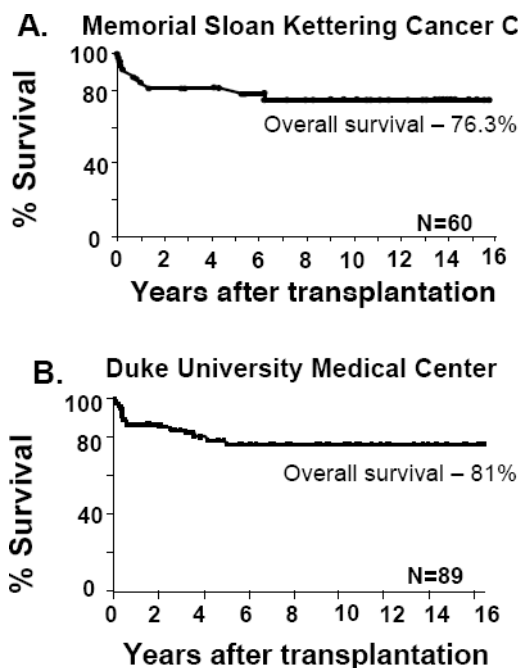 A. Memorial Sloan Kettering Cancer C
100
80
40
0
% Survival
Overall survival – 76.3%
N=60
0 2 4 6 8 10 12 14 16
Years after transplantation
B. Duke University Medical Center
100
80
40
0
% Survival
Overall survival – 81%
N=89
0 2 4 6 8 10 12 14 16
Years after transplantation